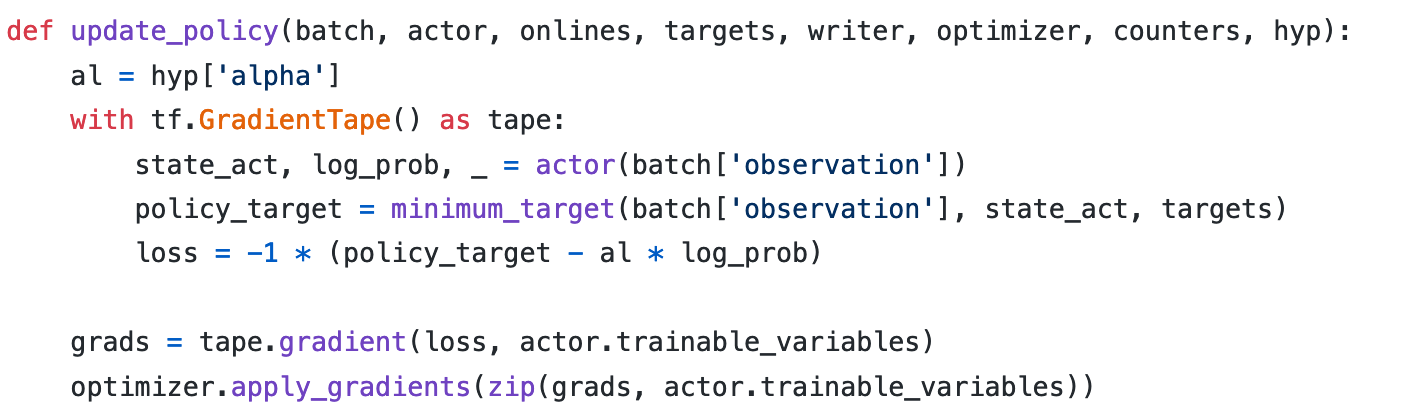 def update_policy(batch, actor, onlines, targets, writer, optimizer, counters, hyp):
    al = hyp['alpha']
    with tf.GradientTape() as tape:
        state_act, log_prob, _ = actor(batch['observation'])
        policy_target = minimum_target(batch['observation'], state_act, targets)
        loss = -1 * (policy_target - al * log_prob)

    grads = tape.gradient(loss, actor.trainable_variables)
    optimizer.apply_gradients(zip(grads, actor.trainable_variables))